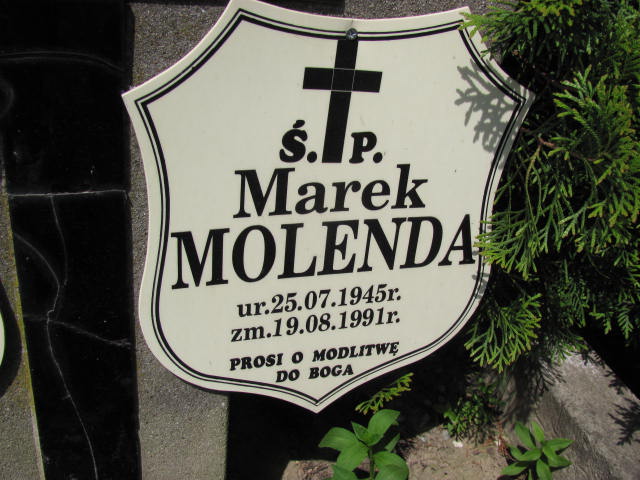 Ś. P.
Marek
MOLENDA
ur.25.07.1945r.
zm.19.08.1991r.
PROSI O MODLITWĘ
DO BOGA